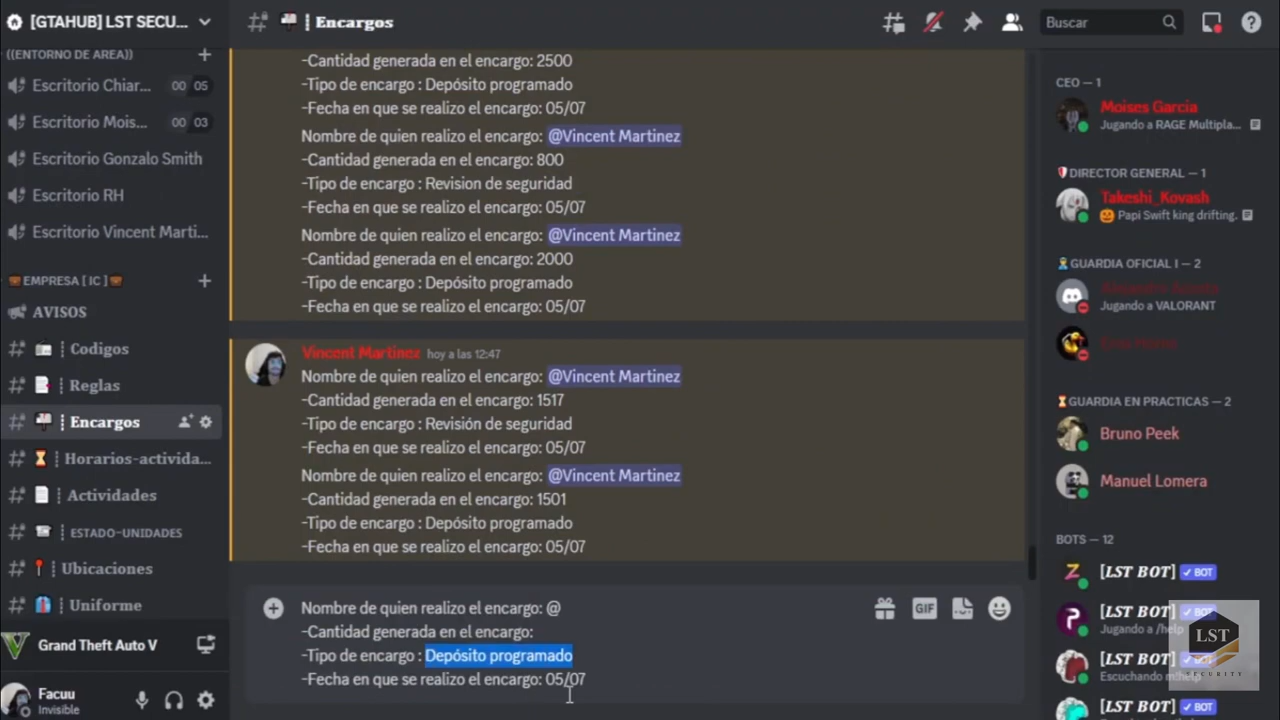 [GTAHUB] LST SECU...
((ENTORNO DE AREA))
Escritorio Chiar... 00 05
Escritorio Mois... 00 03
Escritorio Gonzalo Smith
Escritorio RH
Escritorio Vincent Marti...
EMPRESA [ IC ]
AVISOS
Codigos
Reglas
Encargos
Horarios-activida...
Actividades
ESTADO-UNIDADES
Ubicaciones
Uniforme
Grand Theft Auto V
Facuu
Invisible
Encargos
Buscar
-Cantidad generada en el encargo: 2500
-Tipo de encargo : Depósito programado
-Fecha en que se realizo el encargo: 05/07
Nombre de quien realizo el encargo: @Vincent Martinez
-Cantidad generada en el encargo: 800
-Tipo de encargo : Revision de seguridad
-Fecha en que se realizo el encargo: 05/07
Nombre de quien realizo el encargo: @Vincent Martinez
-Cantidad generada en el encargo: 2000
-Tipo de encargo : Depósito programado
-Fecha en que se realizo el encargo: 05/07
Vincent Martinez hoy a las 12:47
Nombre de quien realizo el encargo: @Vincent Martinez
-Cantidad generada en el encargo: 1517
-Tipo de encargo : Revisión de seguridad
-Fecha en que se realizo el encargo: 05/07
Nombre de quien realizo el encargo: @Vincent Martinez
-Cantidad generada en el encargo: 1501
-Tipo de encargo : Depósito programado
-Fecha en que se realizo el encargo: 05/07
Nombre de quien realizo el encargo: @
-Cantidad generada en el encargo:
-Tipo de encargo : Depósito programado
-Fecha en que se realizo el encargo: 05/07
GIF
CEO — 1
Moises Garcia
Jugando a RAGE Multipla...
DIRECTOR GENERAL — 1
Takeshi_Kovash
Papi Swift king drifting.
GUARDIA OFICIAL I — 2
Jugando a VALORANT
GUARDIA EN PRACTICAS — 2
Bruno Peek
Manuel Lomera
BOTS — 12
[LST BOT] ✓ BOT
[LST BOT] ✓ BOT
Jugando a /help
[LST BOT] ✓ BOT
Escuchando m!help
[LST BOT] ✓ BOT
LST
SECURITY